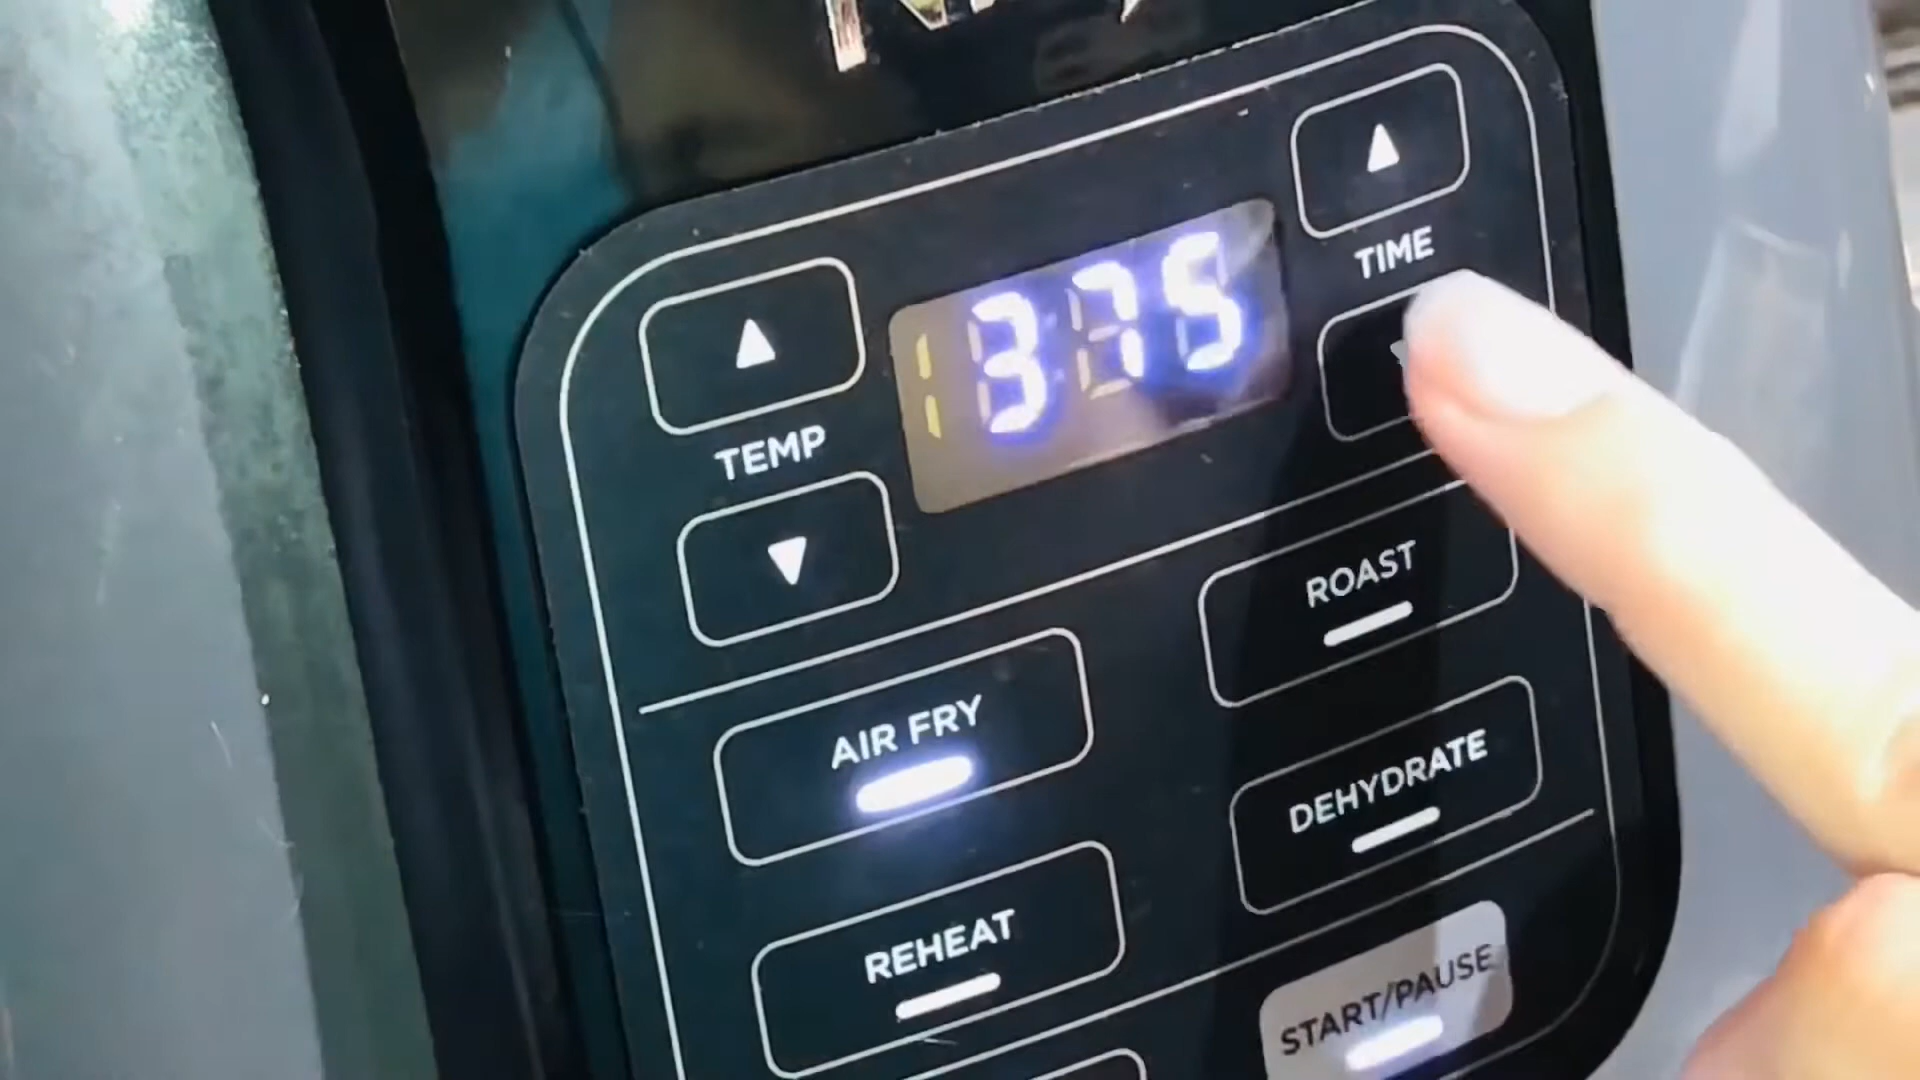 TIME
375
TEMP
ROAST
AIR FRY
DEHYDRATE
REHEAT
START/PAUSE